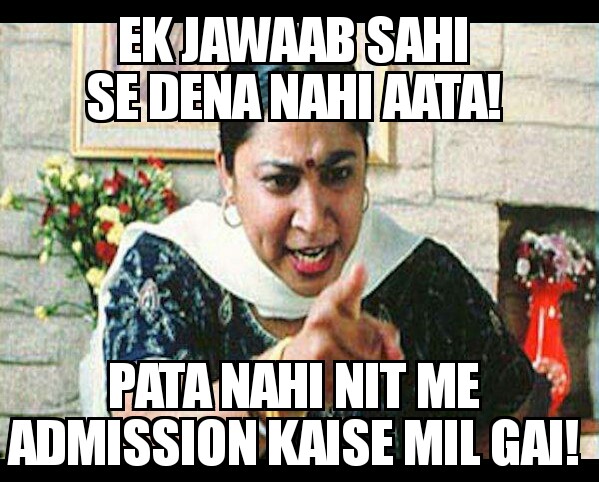 EK JAWAAB SAHI
SE DENA NAHI AATA!
PATA NAHI NIT ME
ADMISSION KAISE MIL GAI!